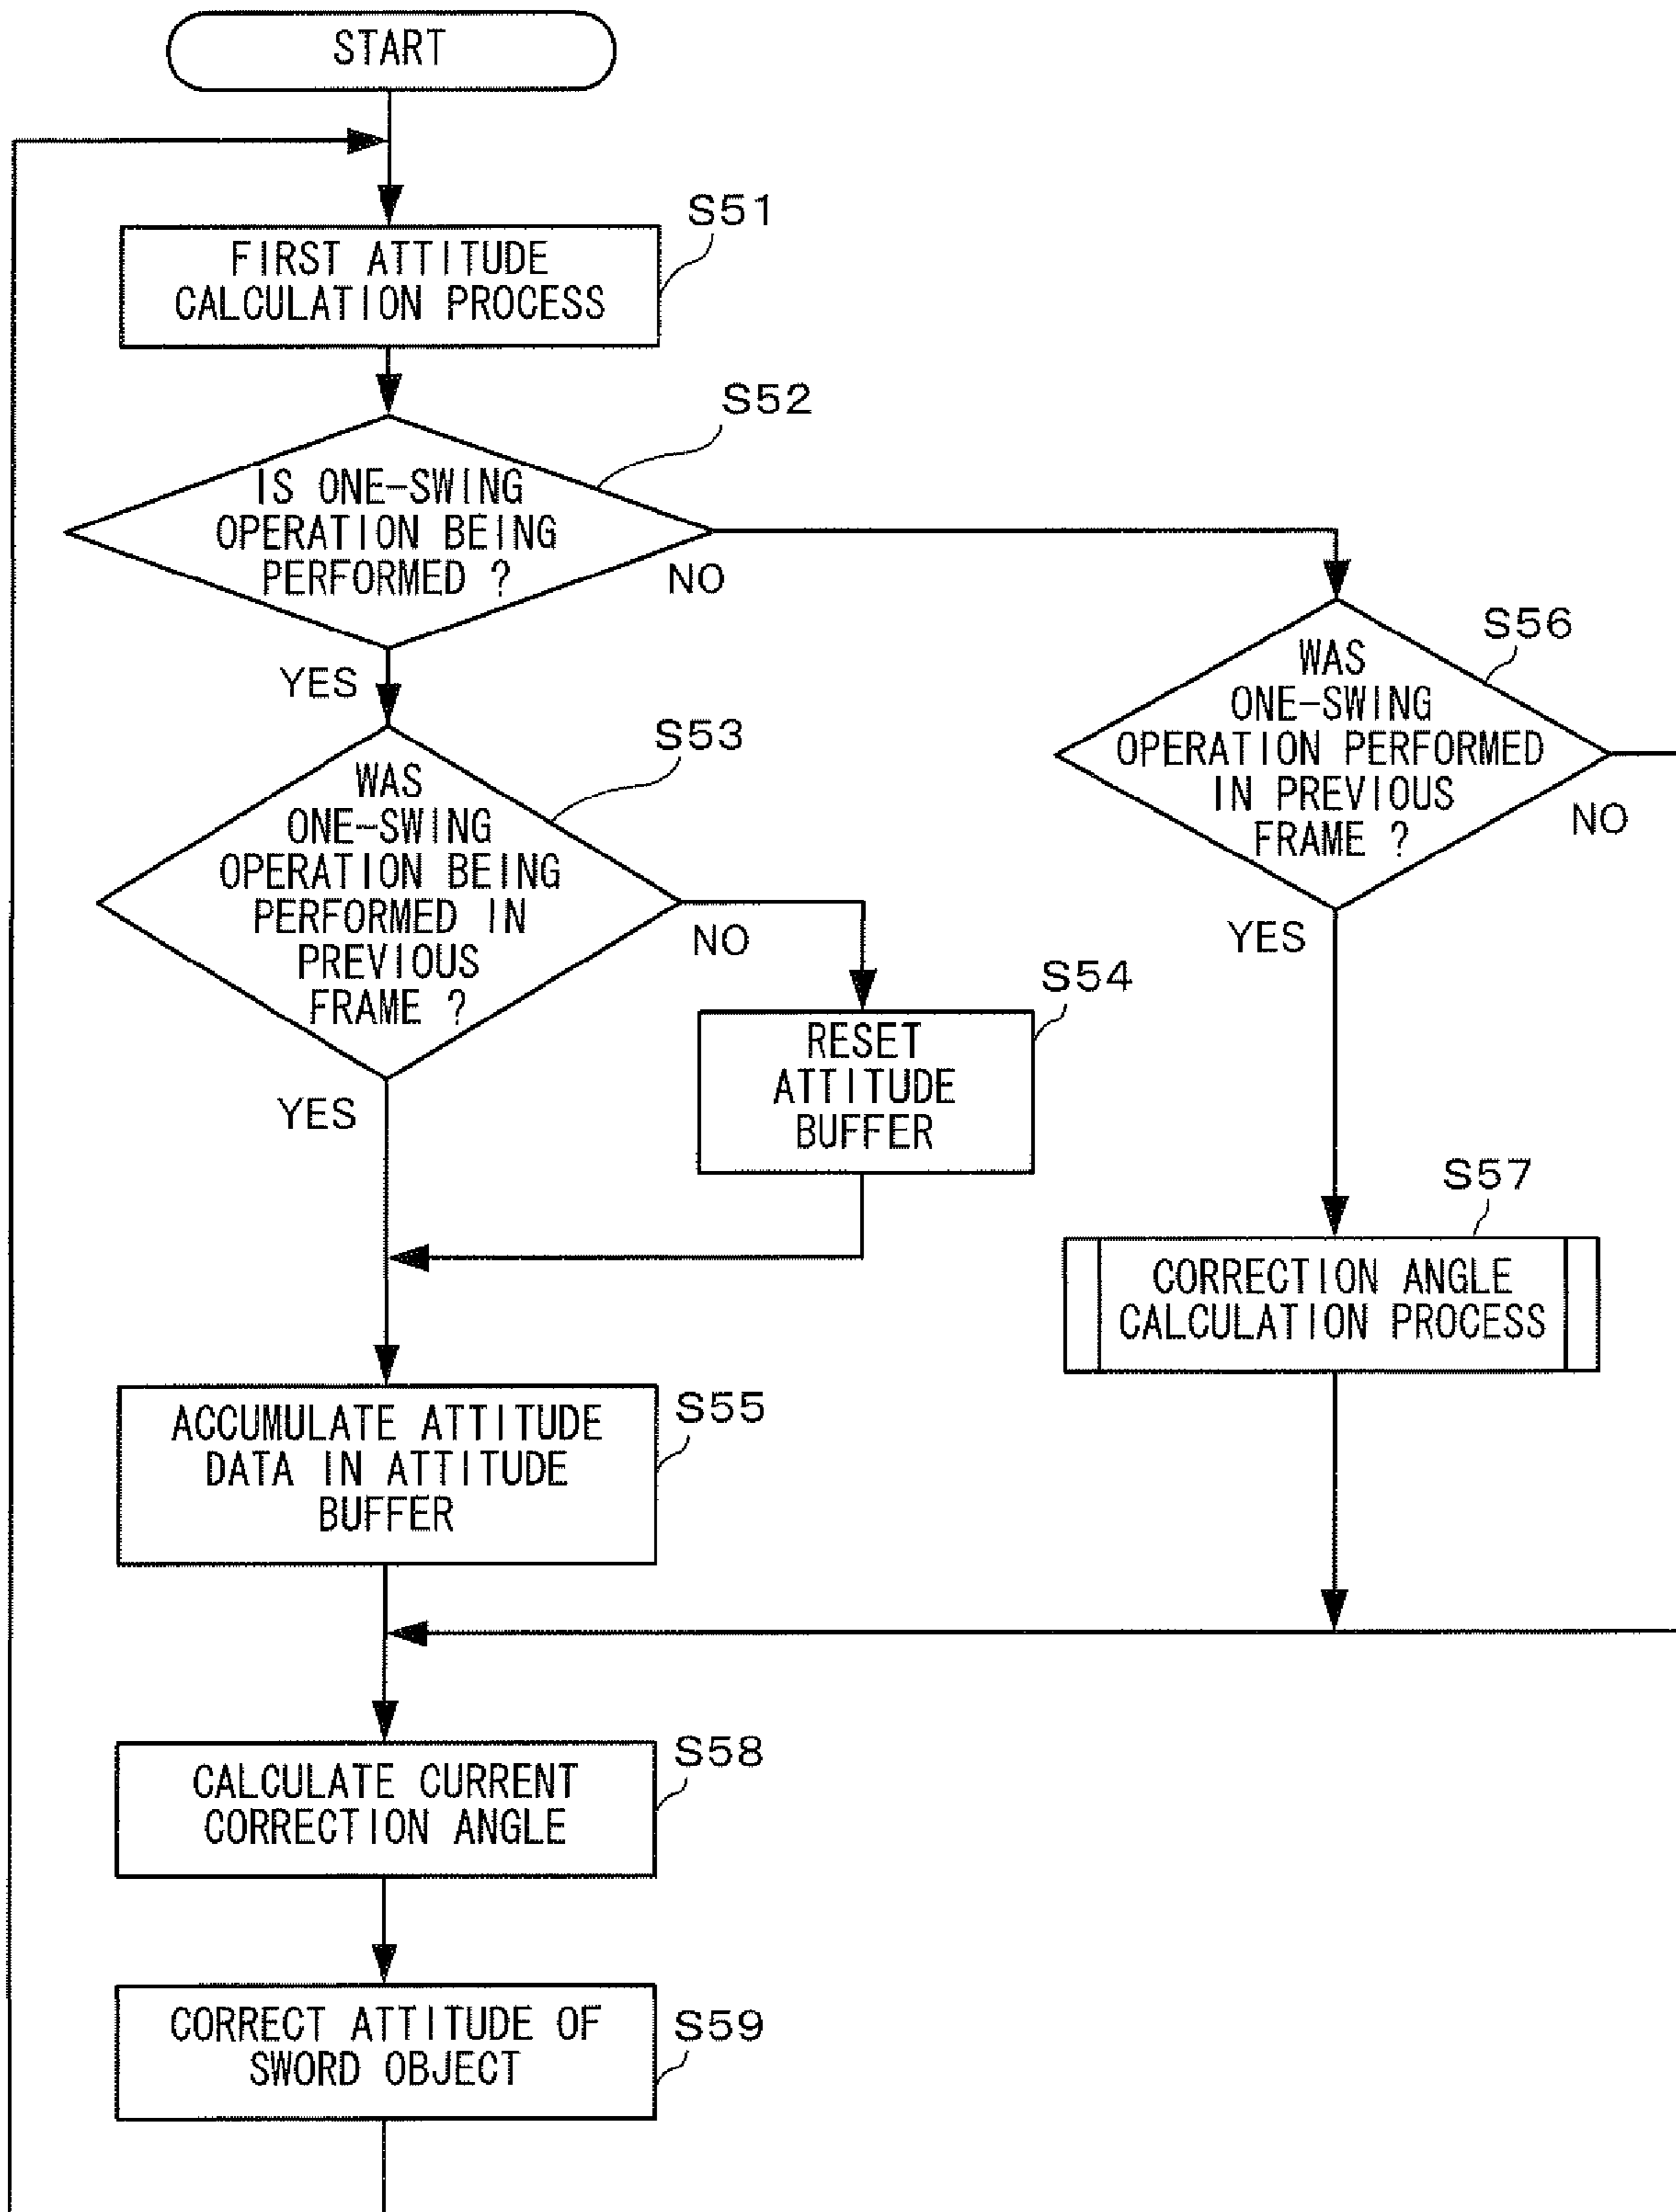 START
S51
FIRST ATTITUDE
CALCULATION PROCESS
S52
IS ONE-SWING
OPERATION BEING
PERFORMED ?
NO
YES
S53
WAS
ONE-SWING
OPERATION BEING
PERFORMED IN
PREVIOUS
FRAME ?
NO
YES
S54
RESET
ATTITUDE
BUFFER
S55
ACCUMULATE ATTITUDE
DATA IN ATTITUDE
BUFFER
S56
WAS
ONE-SWING
OPERATION PERFORMED
IN PREVIOUS
FRAME ?
NO
YES
S57
CORRECTION ANGLE
CALCULATION PROCESS
S58
CALCULATE CURRENT
CORRECTION ANGLE
S59
CORRECT ATTITUDE OF
SWORD OBJECT